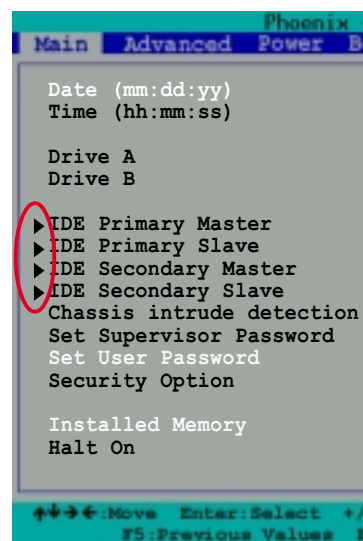 Phoenix
Main Advanced Power B
Date (mm:dd:yy)
Time (hh:mm:ss)
Drive A
Drive B
IDE Primary Master
IDE Primary Slave
IDE Secondary Master
IDE Secondary Slave
Chassis intrude detection
Set Supervisor Password
Set User Password
Security Option
Installed Memory
Halt On
↑↓→←:Move Enter:Select +/
F5:Previous Values